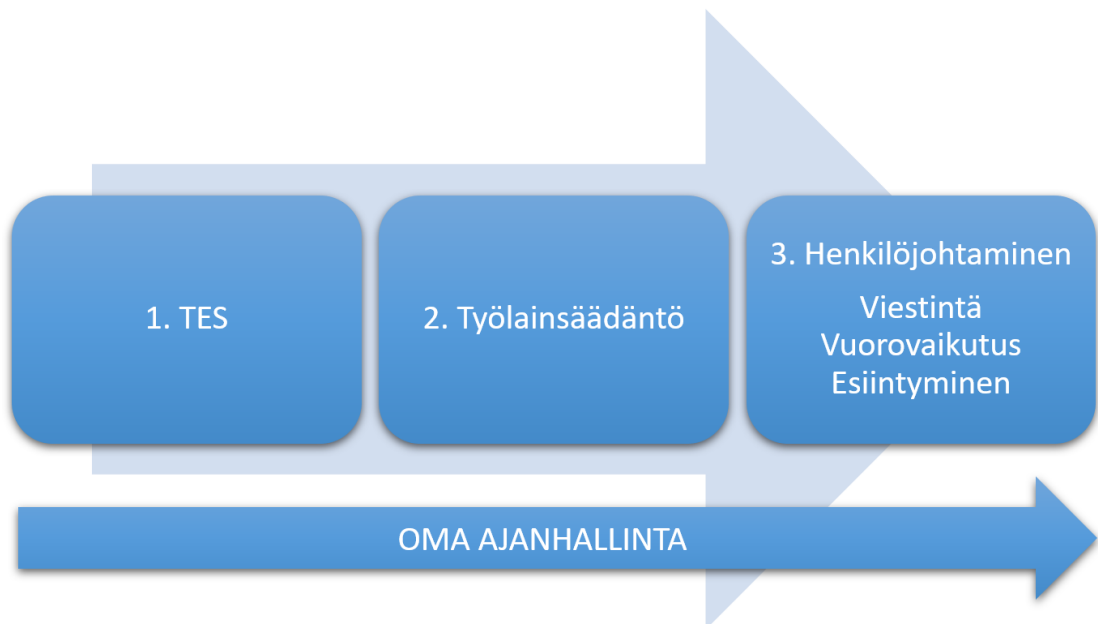 1. TES
2. Työlainsäädäntö
3. Henkilöjohtaminen
Viestintä
Vuorovaikutus
Esiintyminen
OMA AJANHALLINTA